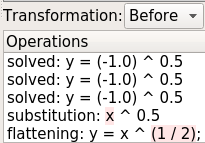 Transformation: Before
Operations
solved: y = (-1.0) ^ 0.5
solved: y = (-1.0) ^ 0.5
solved: y = (-1.0) ^ 0.5
substitution: x ^ 0.5
flattening: y = x ^ (1 / 2);